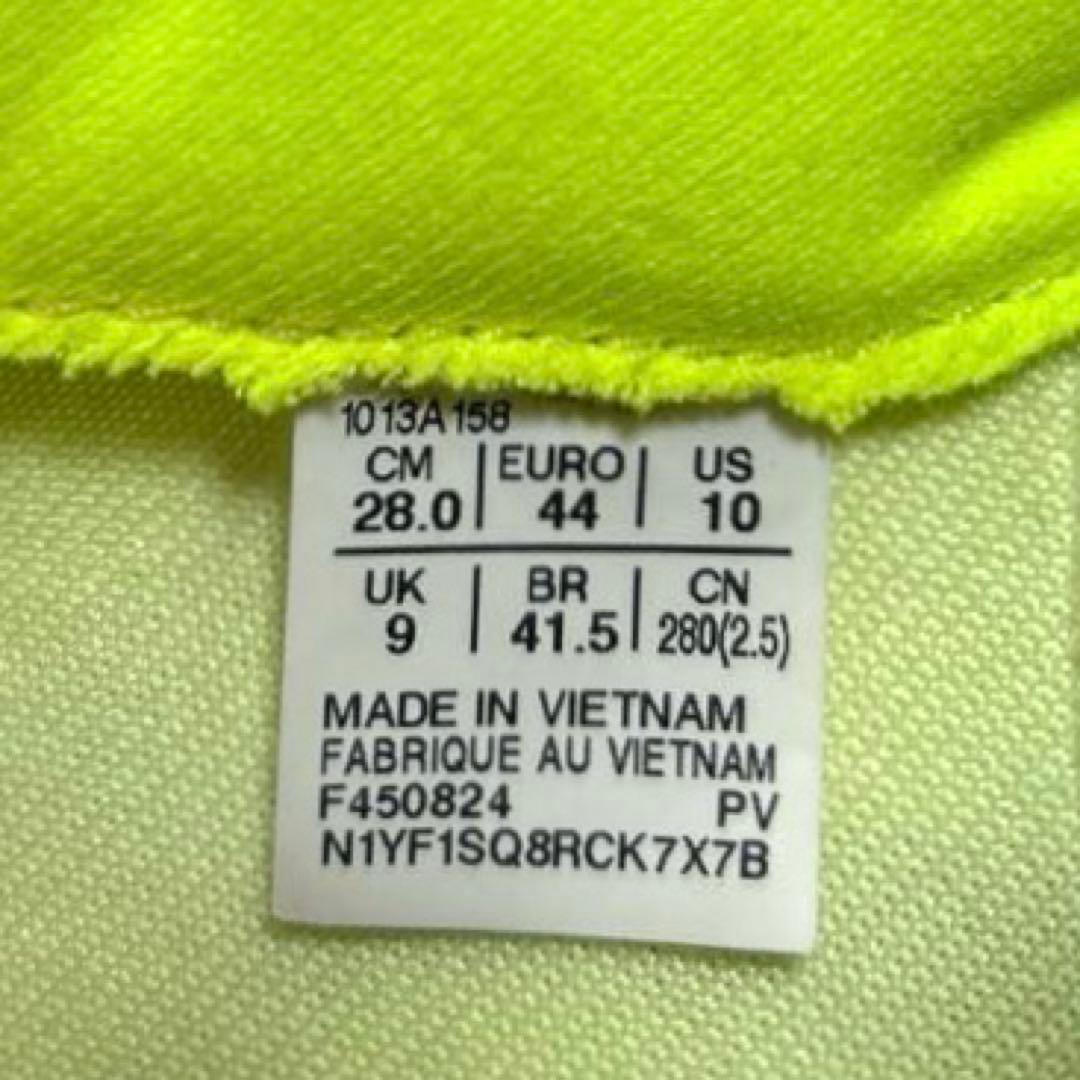 1013A158
CM | EURO | US
28.0 | 44 | 10
UK | BR | CN
9 | 41.5 | 280(2.5)
MADE IN VIETNAM
FABRIQUE AU VIETNAM
F450824 PV
N1YF1SQ8RCK7X7B